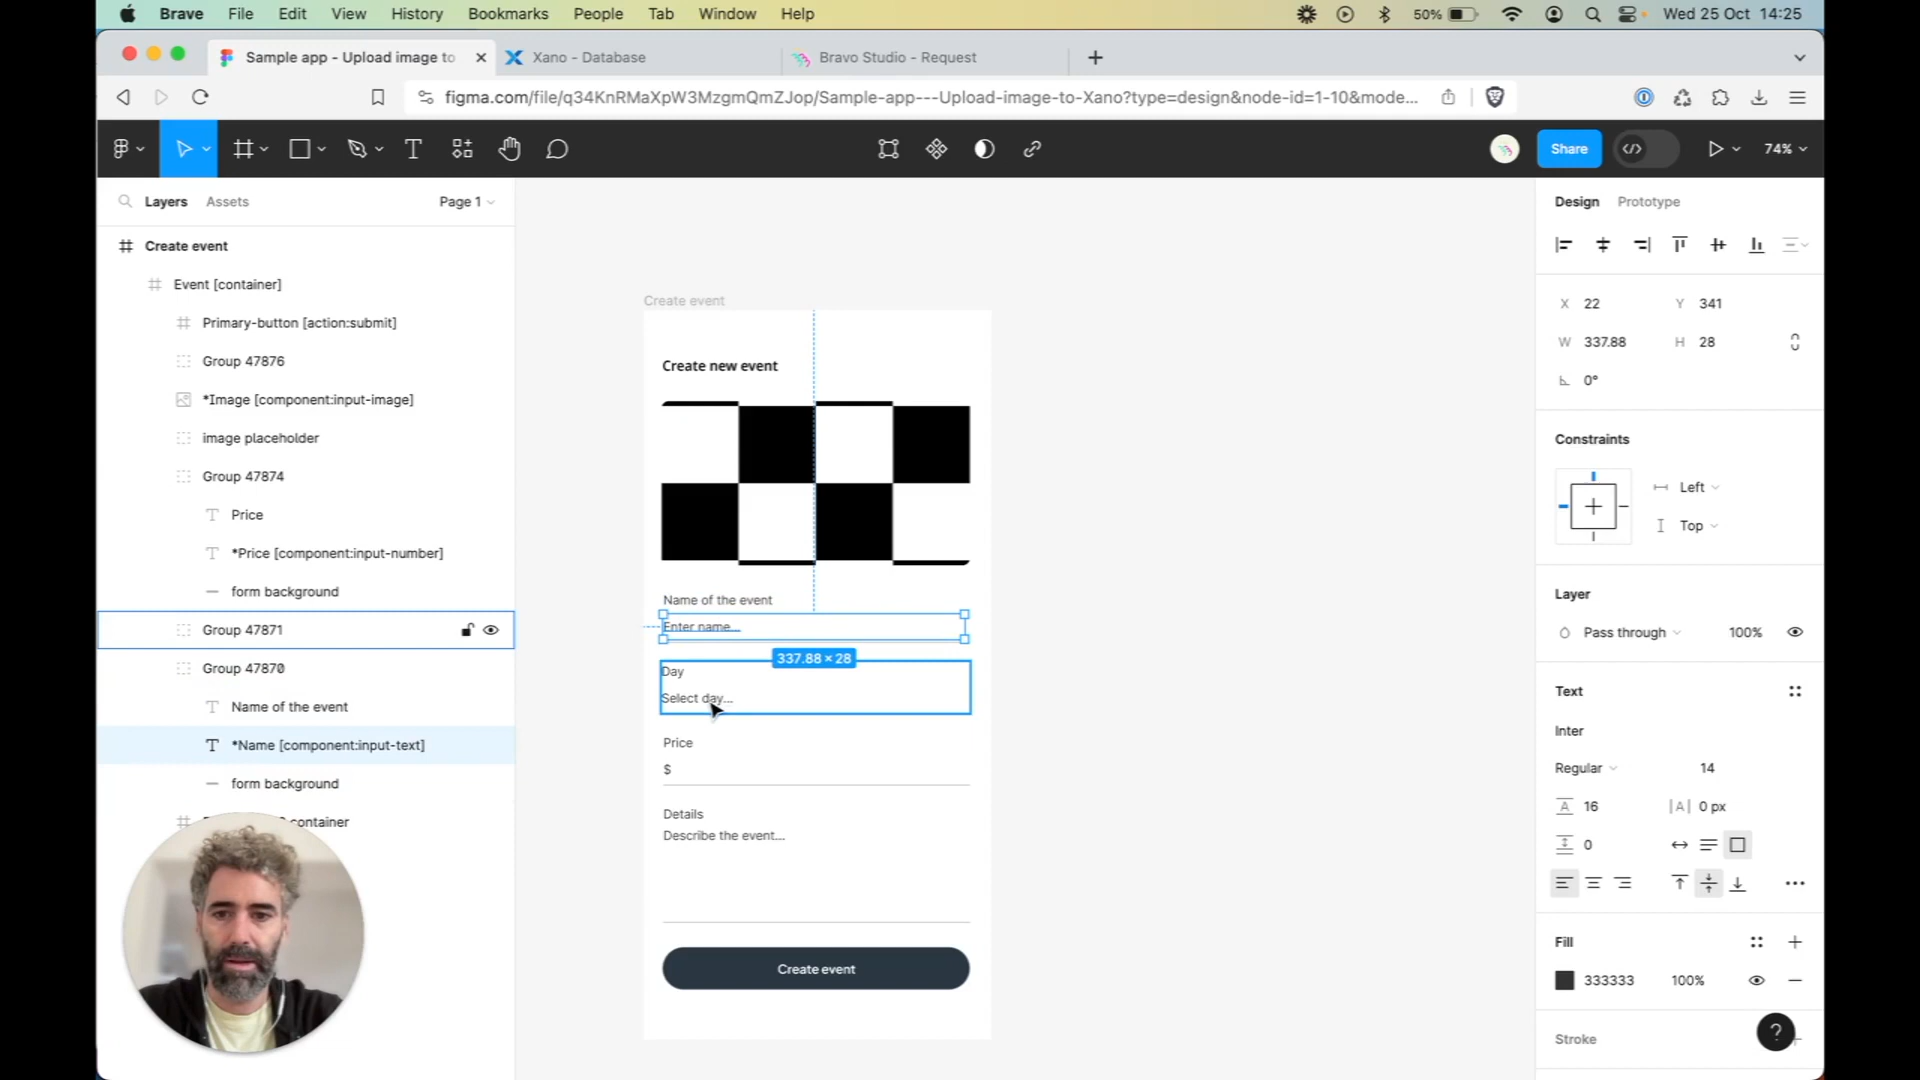 Brave File Edit View History Bookmarks People Tab Window Help 50% Wed 25 Oct 14:25
Sample app - Upload image to Xano - Database Bravo Studio - Request
figma.com/file/q34KnRMaXpW3MzgmQmZJop/Sample-app---Upload-image-to-Xano?type=design&node-id=1-10&mode...
Share 74%
Layers Assets Page 1
Create event
Event [container]
Primary-button [action:submit]
Group 47876
*Image [component:input-image]
image placeholder
Group 47874
Price
*Price [component:input-number]
form background
Group 47871
Group 47870
Name of the event
*Name [component:input-text]
form background
container
Create event
Create new event
Name of the event
Enter name...
337.88 × 28
Day
Select day...
Price
$
Details
Describe the event...
Create event
Design Prototype
X 22 Y 341
W 337.88 H 28
0°
Constraints
Left
Top
Layer
Pass through 100%
Text
Inter
Regular 14
A 16 |A| 0 px
0
Fill
333333 100%
Stroke
?